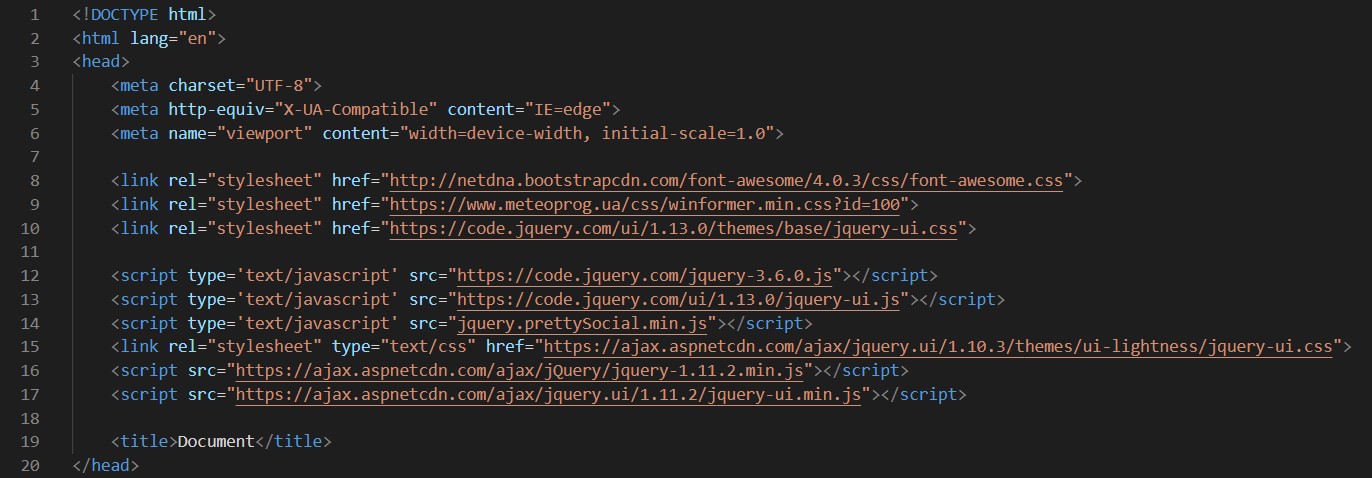 1 <!DOCTYPE html>
2 <html lang="en">
3 <head>
4 <meta charset="UTF-8">
5 <meta http-equiv="X-UA-Compatible" content="IE=edge">
6 <meta name="viewport" content="width=device-width, initial-scale=1.0">
7
8 <link rel="stylesheet" href="http://netdna.bootstrapcdn.com/font-awesome/4.0.3/css/font-awesome.css">
9 <link rel="stylesheet" href="https://www.meteoprog.ua/css/winformer.min.css?id=100">
10 <link rel="stylesheet" href="https://code.jquery.com/ui/1.13.0/themes/base/jquery-ui.css">
11
12 <script type='text/javascript' src="https://code.jquery.com/jquery-3.6.0.js"></script>
13 <script type='text/javascript' src="https://code.jquery.com/ui/1.13.0/jquery-ui.js"></script>
14 <script type='text/javascript' src="jquery.prettySocial.min.js"></script>
15 <link rel="stylesheet" type="text/css" href="https://ajax.aspnetcdn.com/ajax/jquery.ui/1.10.3/themes/ui-lightness/jquery-ui.css">
16 <script src="https://ajax.aspnetcdn.com/ajax/jQuery/jquery-1.11.2.min.js"></script>
17 <script src="https://ajax.aspnetcdn.com/ajax/jquery.ui/1.11.2/jquery-ui.min.js"></script>
18
19 <title>Document</title>
20 </head>